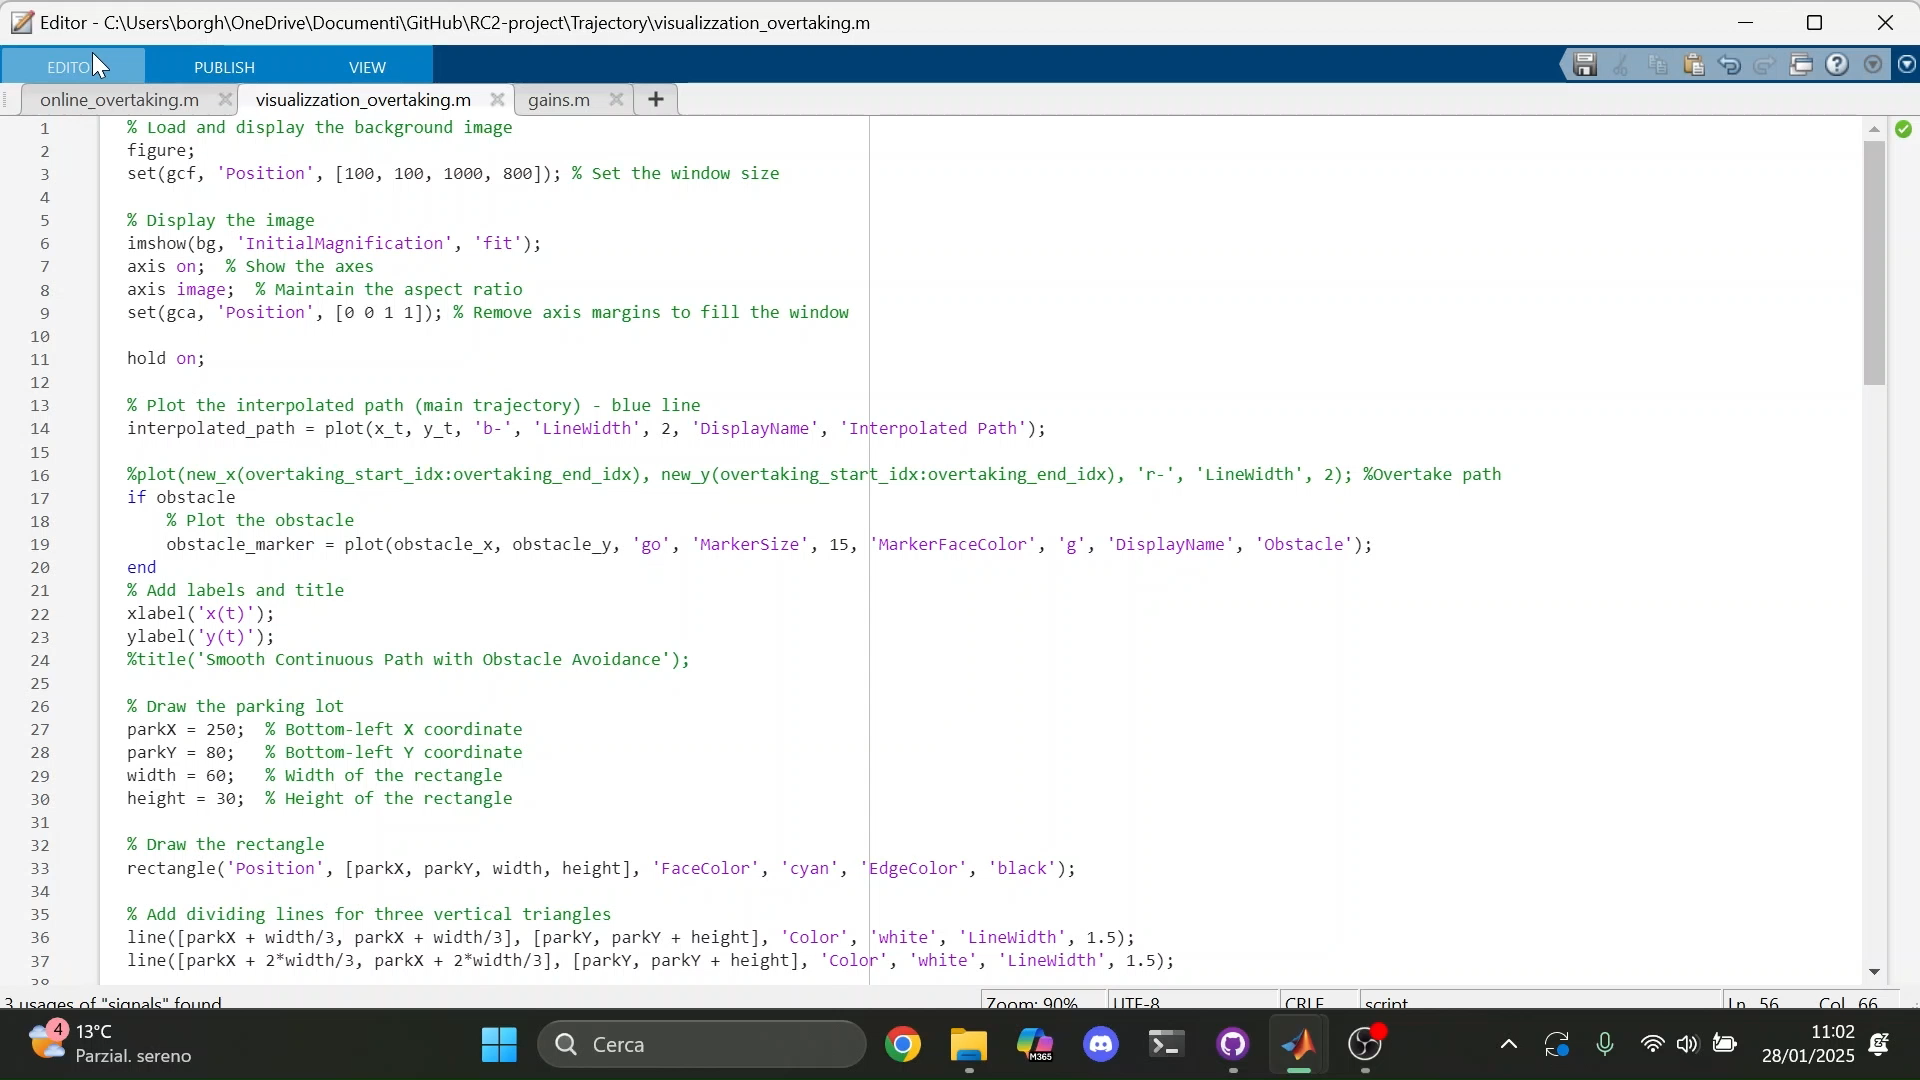 Editor - C:\Users\borgh\OneDrive\Documenti\GitHub\RC2-project\Trajectory\visualizzation_overtaking.m
EDITO PUBLISH VIEW
online_overtaking.m visualizzation_overtaking.m gains.m
1 % Load and display the background image
2 figure;
3 set(gcf, 'Position', [100, 100, 1000, 800]); % Set the window size
4
5 % Display the image
6 imshow(bg, 'InitialMagnification', 'fit');
7 axis on; % Show the axes
8 axis image; % Maintain the aspect ratio
9 set(gca, 'Position', [0 0 1 1]); % Remove axis margins to fill the window
10
11 hold on;
12
13 % Plot the interpolated path (main trajectory) - blue line
14 interpolated_path = plot(x_t, y_t, 'b-', 'LineWidth', 2, 'DisplayName', 'Interpolated Path');
15
16 %plot(new_x(overtaking_start_idx:overtaking_end_idx), new_y(overtaking_start_idx:overtaking_end_idx), 'r-', 'LineWidth', 2); %Overtake path
17 if obstacle
18 % Plot the obstacle
19 obstacle_marker = plot(obstacle_x, obstacle_y, 'go', 'MarkerSize', 15, 'MarkerFaceColor', 'g', 'DisplayName', 'Obstacle');
20 end
21 % Add labels and title
22 xlabel('x(t)');
23 ylabel('y(t)');
24 %title('Smooth Continuous Path with Obstacle Avoidance');
25
26 % Draw the parking lot
27 parkX = 250; % Bottom-left X coordinate
28 parkY = 80; % Bottom-left Y coordinate
29 width = 60; % Width of the rectangle
30 height = 30; % Height of the rectangle
31
32 % Draw the rectangle
33 rectangle('Position', [parkX, parkY, width, height], 'FaceColor', 'cyan', 'EdgeColor', 'black');
34
35 % Add dividing lines for three vertical triangles
36 line([parkX + width/3, parkX + width/3], [parkY, parkY + height], 'Color', 'white', 'LineWidth', 1.5);
37 line([parkX + 2*width/3, parkX + 2*width/3], [parkY, parkY + height], 'Color', 'white', 'LineWidth', 1.5);
38
3 usages of "signals" found Zoom: 90% UTF-8 CRLF script Ln 56 Col 66
4 13°C
Parzial. sereno
Cerca
M365
11:02
28/01/2025